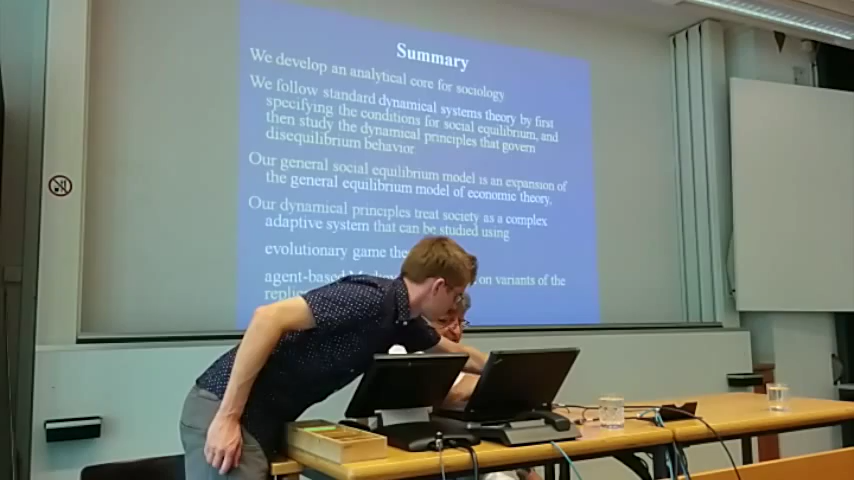 Summary
We develop an analytical core for sociology
We follow standard dynamical systems theory by first
specifying the conditions for social equilibrium, and
then study the dynamical principles that govern
disequilibrium behavior
Our general social equilibrium model is an expansion of
the general equilibrium model of economic theory,
Our dynamical principles treat society as a complex
adaptive system that can be studied using
evolutionary game
agent-based on variants of the